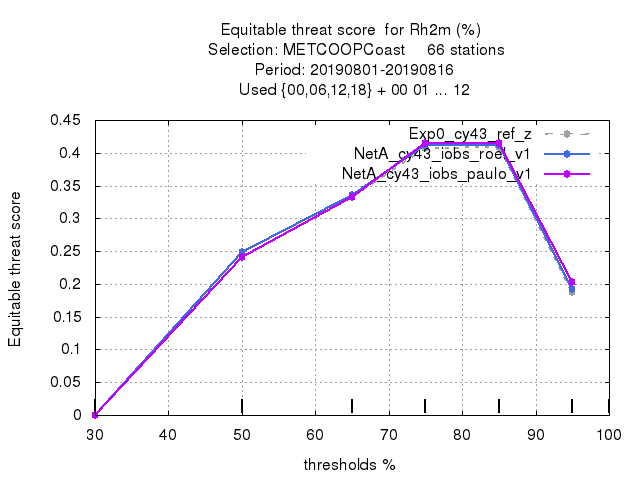 Equitable threat score  for Rh2m (%)
Selection: METCOOPCoast     66 stations
Period: 20190801-20190816
Used {00,06,12,18} + 00 01 ... 12
Exp0_cy43_ref_z
NetA_cy43_iobs_roel_v1
NetA_cy43_iobs_paulo_v1
Equitable threat score
0.45
0.4
0.35
0.3
0.25
0.2
0.15
0.1
0.05
0
30 40 50 60 70 80 90 100
thresholds %